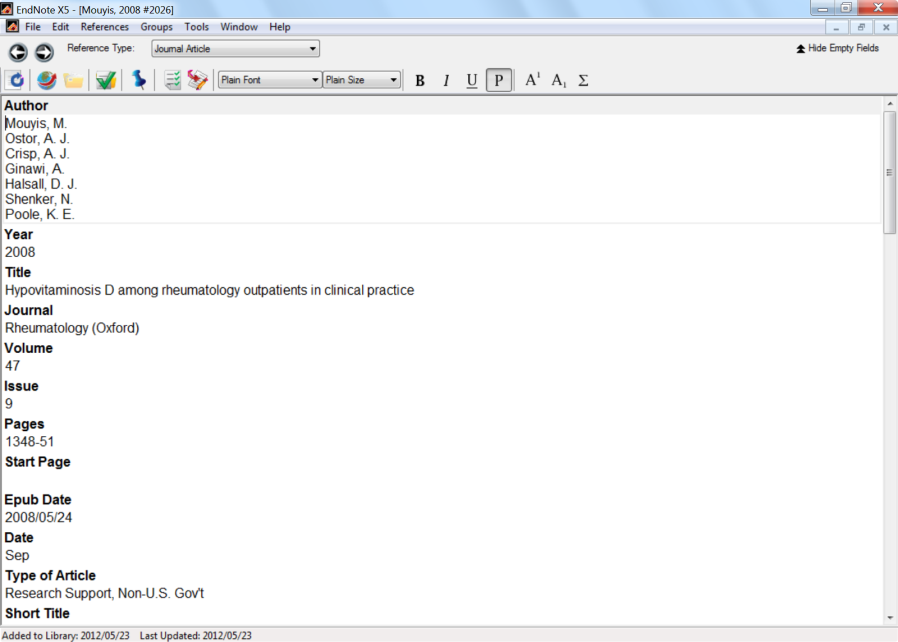 EndNote X5 - [Mouyis, 2008 #2026]
File Edit References Groups Tools Window Help
Reference Type: Journal Article Hide Empty Fields
Plain Font Plain Size B I U P A¹ A₁ Σ
Author
Mouyis, M.
Ostor, A. J.
Crisp, A. J.
Ginawi, A.
Halsall, D. J.
Shenker, N.
Poole, K. E.
Year
2008
Title
Hypovitaminosis D among rheumatology outpatients in clinical practice
Journal
Rheumatology (Oxford)
Volume
47
Issue
9
Pages
1348-51
Start Page
Epub Date
2008/05/24
Date
Sep
Type of Article
Research Support, Non-U.S. Gov't
Short Title
Added to Library: 2012/05/23 Last Updated: 2012/05/23